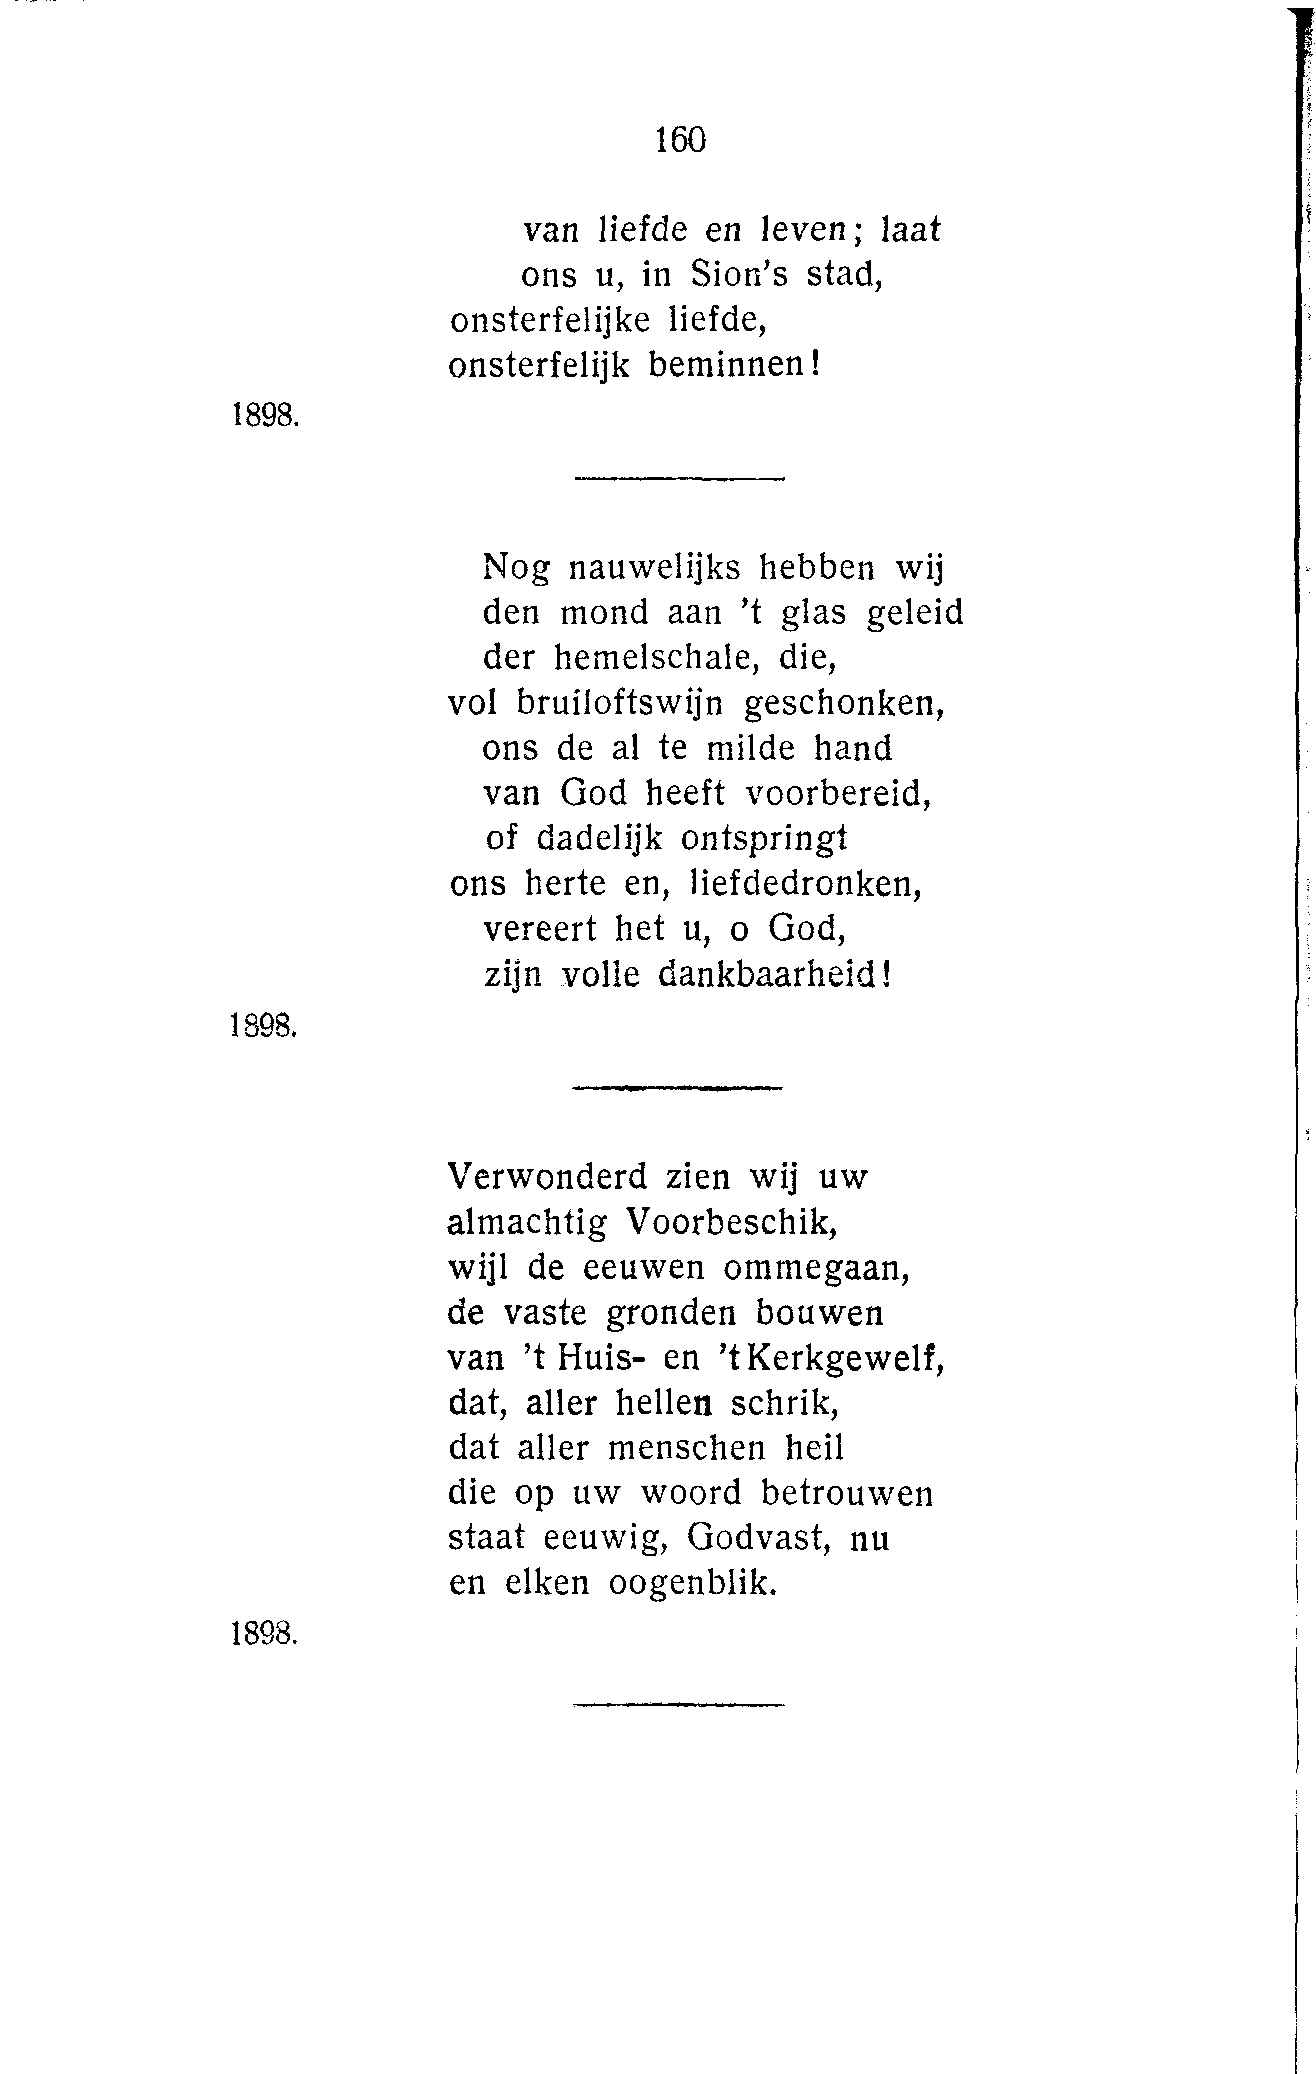 160
van liefde en leven; laat
ons u, in Sion's stad,
onsterfelijke liefde,
onsterfelijk beminnen!
1898.
Nog nauwelijks hebben wij
den mond aan 't glas geleid
der hemelschale, die,
vol bruiloftswijn geschonken,
ons de al te milde hand
van God heeft voorbereid,
of dadelijk ontspringt
ons herte en, liefdedronken,
vereert het u, o God,
zijn volle dankbaarheid!
1898.
Verwonderd zien wij uw
almachtig Voorbeschik,
wijl de eeuwen ommegaan,
de vaste gronden bouwen
van 't Huis- en 't Kerkgewelf,
dat, aller hellen schrik,
dat aller menschen heil
die op uw woord betrouwen
staat eeuwig, Godvast, nu
en elken oogenblik.
1898.